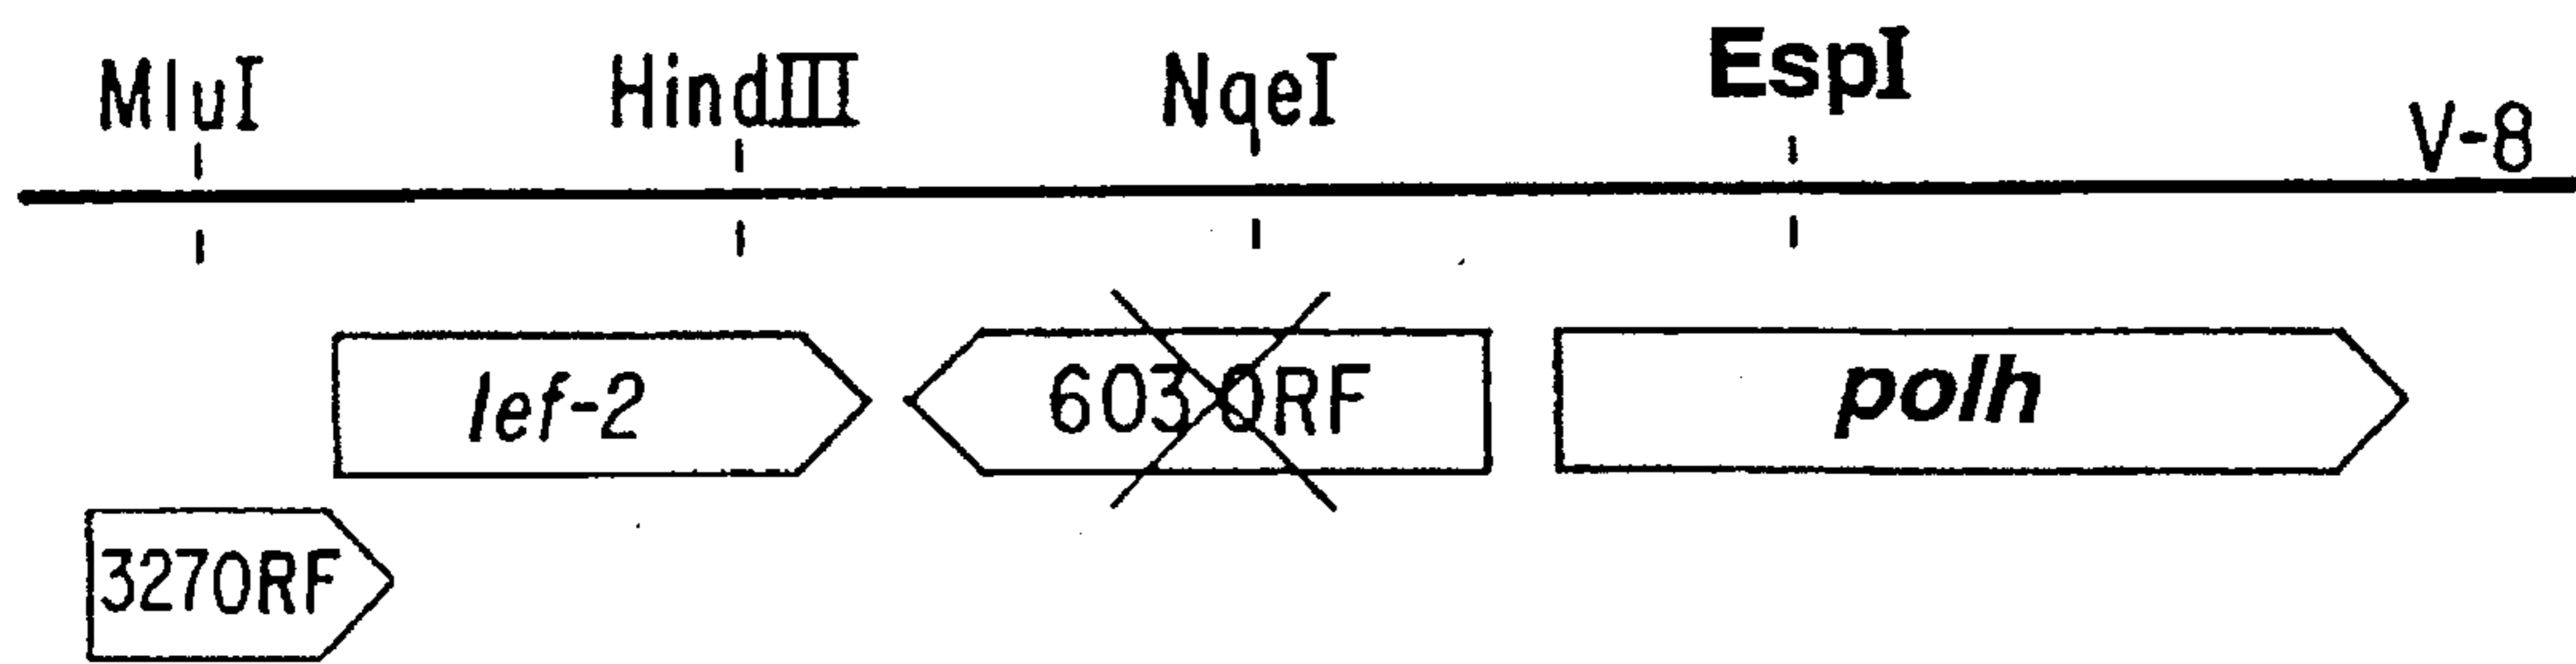 MluI HindIII NqeI EspI V-8
lef-2 603 ORF polh
327ORF